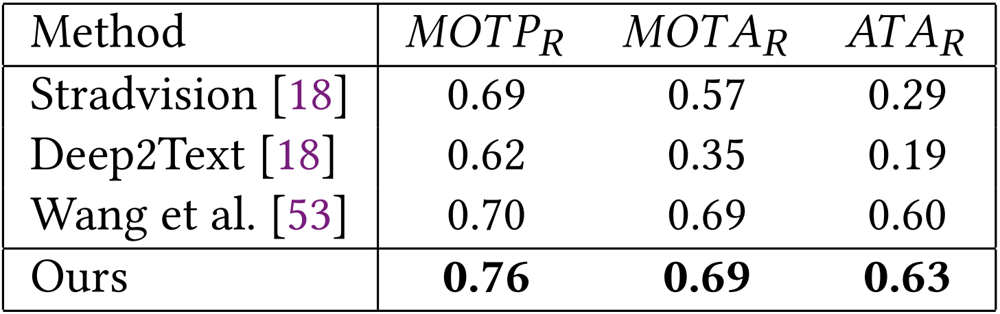 Method MOTP_R MOTA_R ATA_R
Stradvision [18] 0.69 0.57 0.29
Deep2Text [18] 0.62 0.35 0.19
Wang et al. [53] 0.70 0.69 0.60
Ours 0.76 0.69 0.63